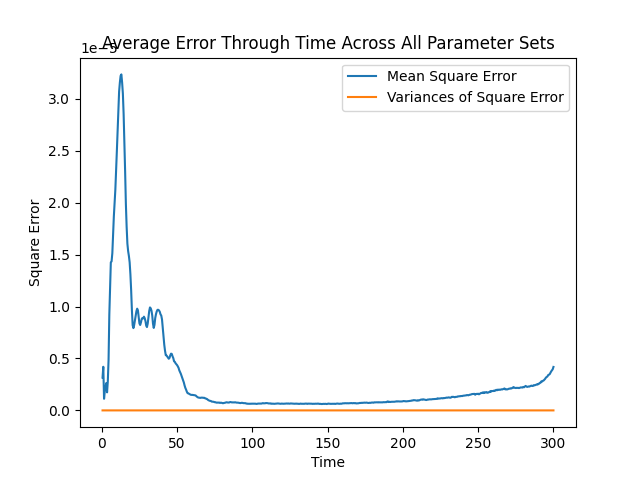 Average Error Through Time Across All Parameter Sets
Mean Square Error
Variances of Square Error
3.0
2.5
2.0
1.5
1.0
0.5
0.0
Square Error
0 50 100 150 200 250 300
Time